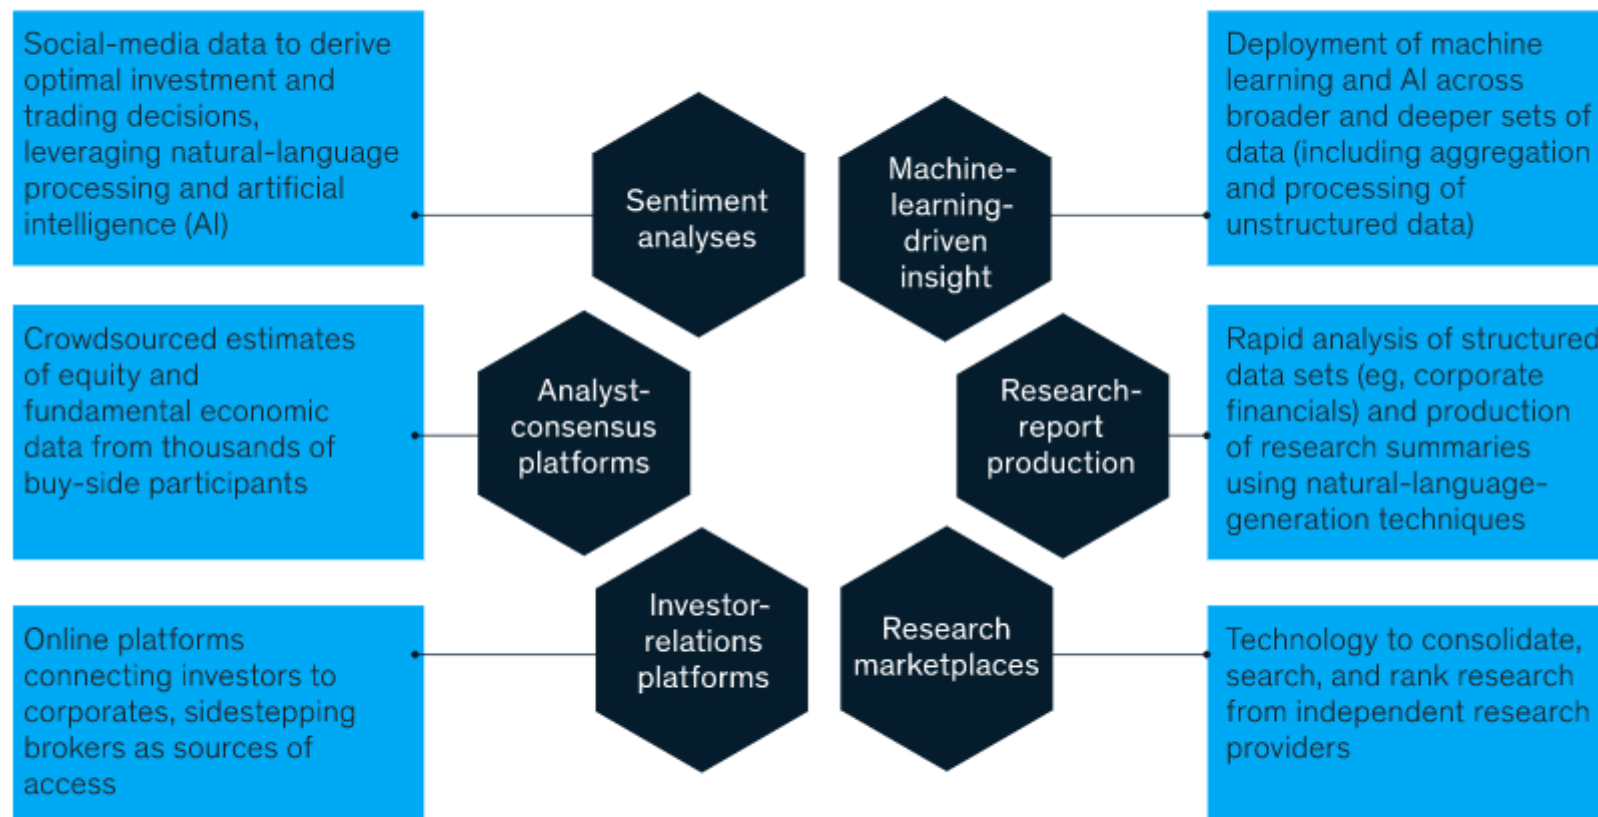 Social-media data to derive
optimal investment and
trading decisions,
leveraging natural-language
processing and artificial
intelligence (AI)
Sentiment
analyses
Machine-
learning-
driven
insight
Deployment of machine
learning and AI across
broader and deeper sets of
data (including aggregation
and processing of
unstructured data)
Crowdsourced estimates
of equity and
fundamental economic
data from thousands of
buy-side participants
Analyst-
consensus
platforms
Research-
report
production
Rapid analysis of structured
data sets (eg, corporate
financials) and production
of research summaries
using natural-language-
generation techniques
Online platforms
connecting investors to
corporates, sidestepping
brokers as sources of
access
Investor-
relations
platforms
Research
marketplaces
Technology to consolidate,
search, and rank research
from independent research
providers